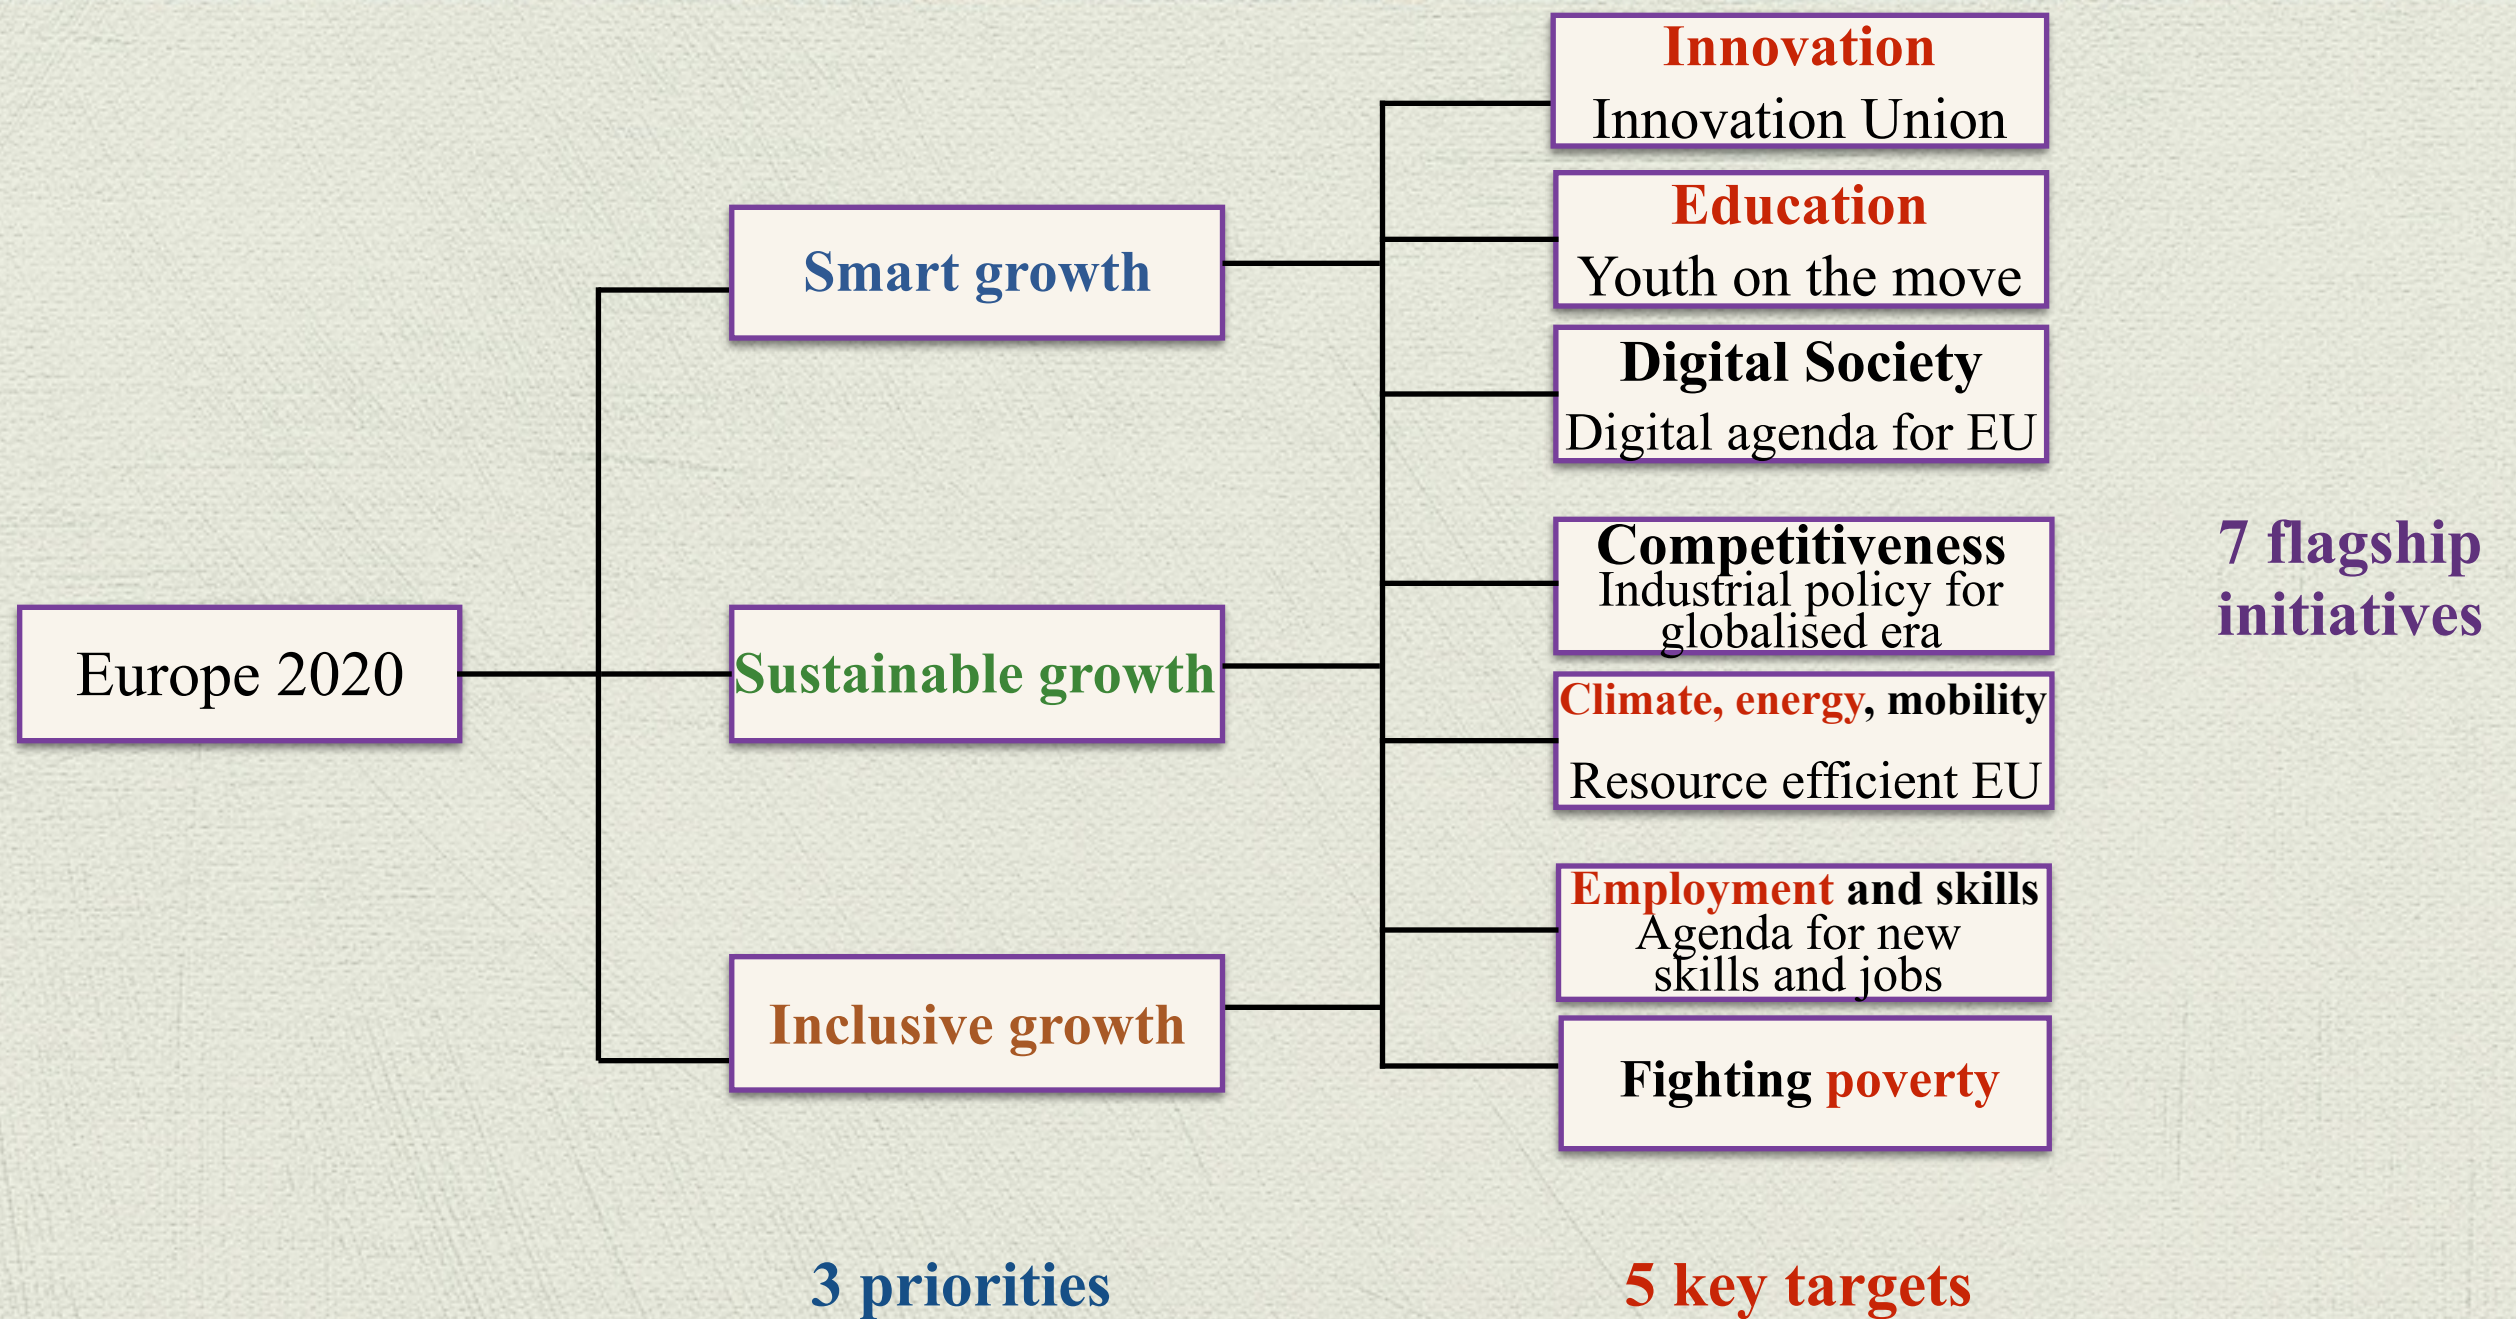 Europe 2020
Smart growth
Sustainable growth
Inclusive growth
Innovation
Innovation Union
Education
Youth on the move
Digital Society
Digital agenda for EU
Competitiveness
Industrial policy for
globalised era
Climate, energy, mobility
Resource efficient EU
Employment and skills
Agenda for new
skills and jobs
Fighting poverty
7 flagship
initiatives
3 priorities
5 key targets